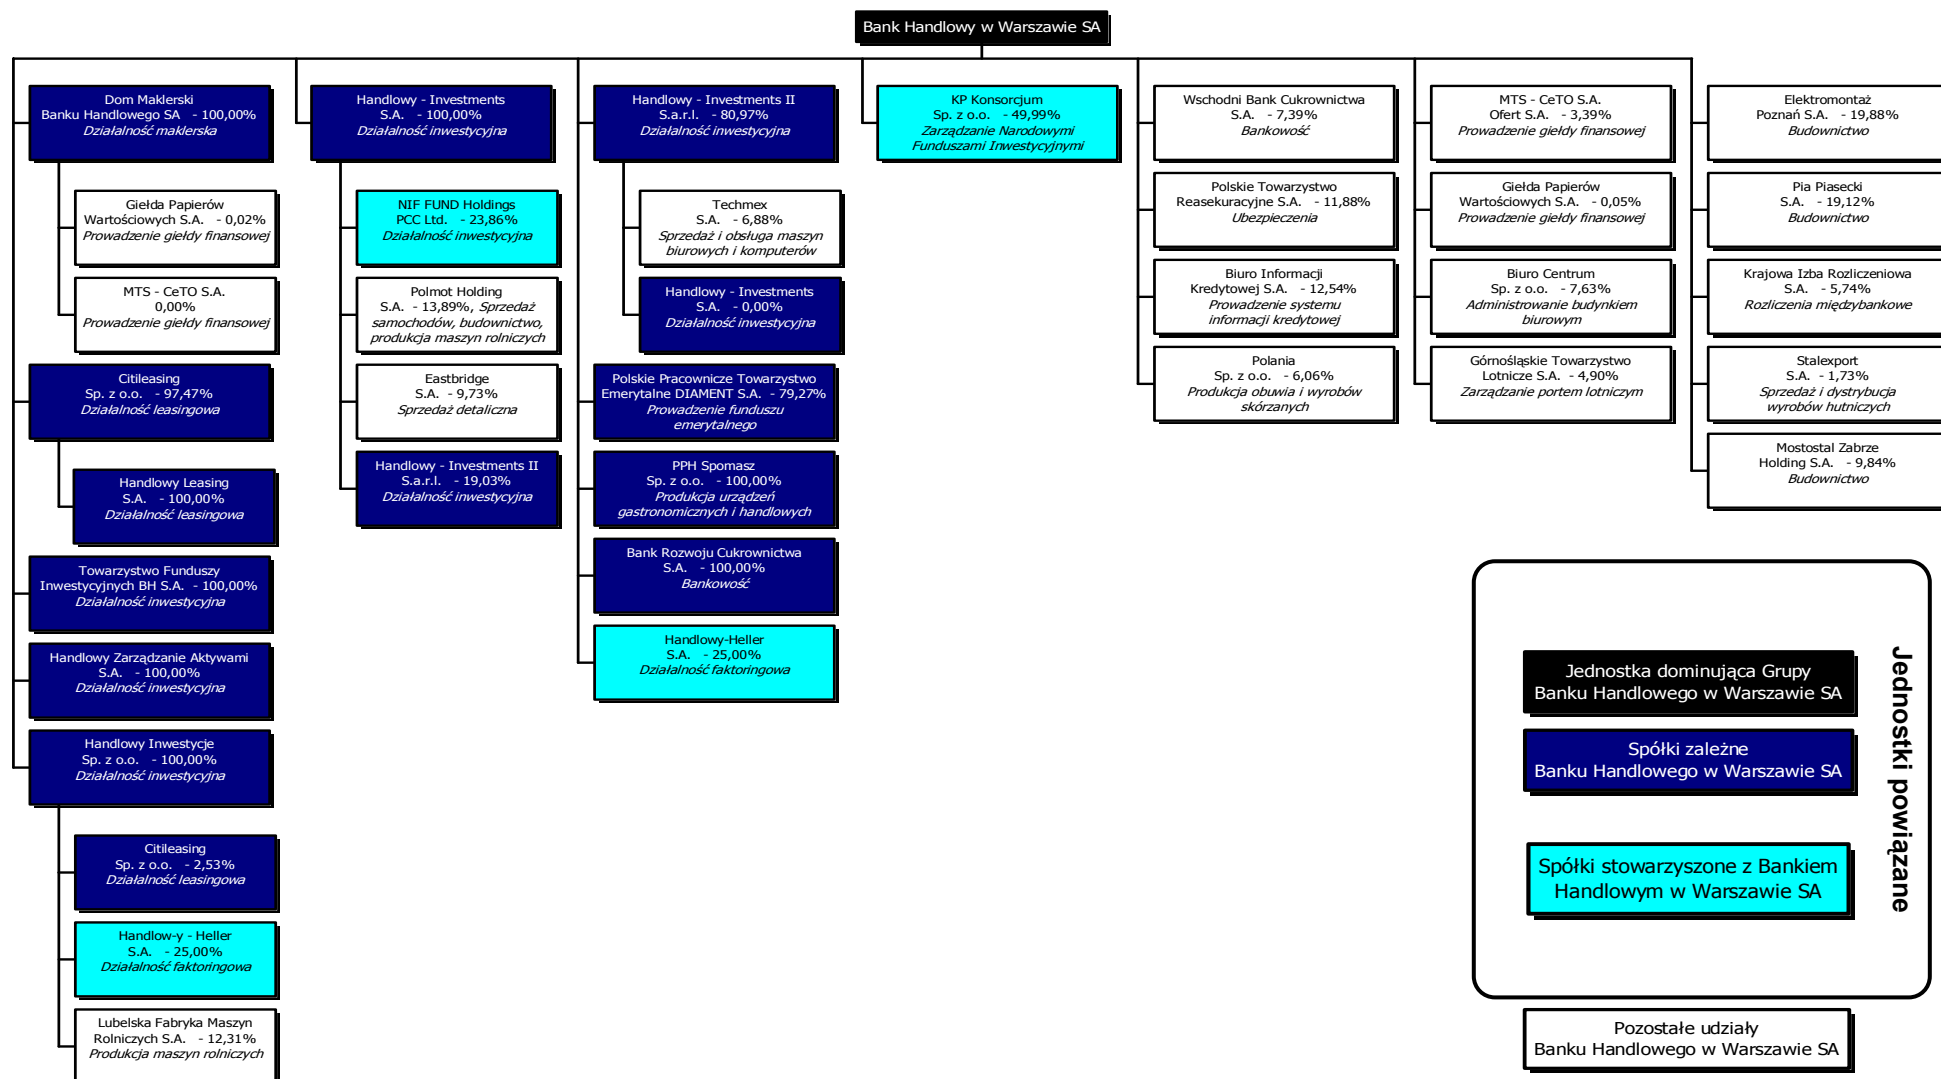 Bank Handlowy w Warszawie SA
Dom Maklerski
Banku Handlowego SA - 100,00%
Działalność maklerska
Giełda Papierów
Wartościowych S.A. - 0,02%
Prowadzenie giełdy finansowej
MTS - CeTO S.A.
0,00%
Prowadzenie giełdy finansowej
Citileasing
Sp. z o.o. - 97,47%
Działalność leasingowa
Handlowy Leasing
S.A. - 100,00%
Działalność leasingowa
Towarzystwo Funduszy
Inwestycyjnych BH S.A. - 100,00%
Działalność inwestycyjna
Handlowy Zarządzanie Aktywami
S.A. - 100,00%
Działalność inwestycyjna
Handlowy Inwestycje
Sp. z o.o. - 100,00%
Działalność inwestycyjna
Citileasing
Sp. z o.o. - 2,53%
Działalność leasingowa
Handlow-y - Heller
S.A. - 25,00%
Działalność faktoringowa
Lubelska Fabryka Maszyn
Rolniczych S.A. - 12,31%
Produkcja maszyn rolniczych
Handlowy - Investments
S.A. - 100,00%
Działalność inwestycyjna
NIF FUND Holdings
PCC Ltd. - 23,86%
Działalność inwestycyjna
Polmot Holding
S.A. - 13,89%, Sprzedaż
samochodów, budownictwo,
produkcja maszyn rolniczych
Eastbridge
S.A. - 9,73%
Sprzedaż detaliczna
Handlowy - Investments II
S.a.r.l. - 19,03%
Działalność inwestycyjna
Handlowy - Investments II
S.a.r.l. - 80,97%
Działalność inwestycyjna
Techmex
S.A. - 6,88%
Sprzedaż i obsługa maszyn
biurowych i komputerów
Handlowy - Investments
S.A. - 0,00%
Działalność inwestycyjna
Polskie Pracownicze Towarzystwo
Emerytalne DIAMENT S.A. - 79,27%
Prowadzenie funduszu
emerytalnego
PPH Spomasz
Sp. z o.o. - 100,00%
Produkcja urządzeń
gastronomicznych i handlowych
Bank Rozwoju Cukrownictwa
S.A. - 100,00%
Bankowość
Handlowy-Heller
S.A. - 25,00%
Działalność faktoringowa
KP Konsorcjum
Sp. z o.o. - 49,99%
Zarządzanie Narodowymi
Funduszami Inwestycyjnymi
Wschodni Bank Cukrownictwa
S.A. - 7,39%
Bankowość
Polskie Towarzystwo
Reasekuracyjne S.A. - 11,88%
Ubezpieczenia
Biuro Informacji
Kredytowej S.A. - 12,54%
Prowadzenie systemu
informacji kredytowej
Polania
Sp. z o.o. - 6,06%
Produkcja obuwia i wyrobów
skórzanych
MTS - CeTO S.A.
Ofert S.A. - 3,39%
Prowadzenie giełdy finansowej
Giełda Papierów
Wartościowych S.A. - 0,05%
Prowadzenie giełdy finansowej
Biuro Centrum
Sp. z o.o. - 7,63%
Administrowanie budynkiem
biurowym
Górnośląskie Towarzystwo
Lotnicze S.A. - 4,90%
Zarządzanie portem lotniczym
Elektromontaż
Poznań S.A. - 19,88%
Budownictwo
Pia Piasecki
S.A. - 19,12%
Budownictwo
Krajowa Izba Rozliczeniowa
S.A. - 5,74%
Rozliczenia międzybankowe
Stalexport
S.A. - 1,73%
Sprzedaż i dystrybucja
wyrobów hutniczych
Mostostal Zabrze
Holding S.A. - 9,84%
Budownictwo
Jednostki powiązane
Jednostka dominująca Grupy
Banku Handlowego w Warszawie SA
Spółki zależne
Banku Handlowego w Warszawie SA
Spółki stowarzyszone z Bankiem
Handlowym w Warszawie SA
Pozostałe udziały
Banku Handlowego w Warszawie SA